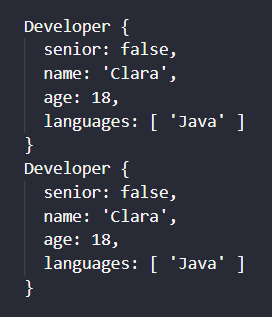 Developer {
  senior: false,
  name: 'Clara',
  age: 18,
  languages: [ 'Java' ]
}
Developer {
  senior: false,
  name: 'Clara',
  age: 18,
  languages: [ 'Java' ]
}